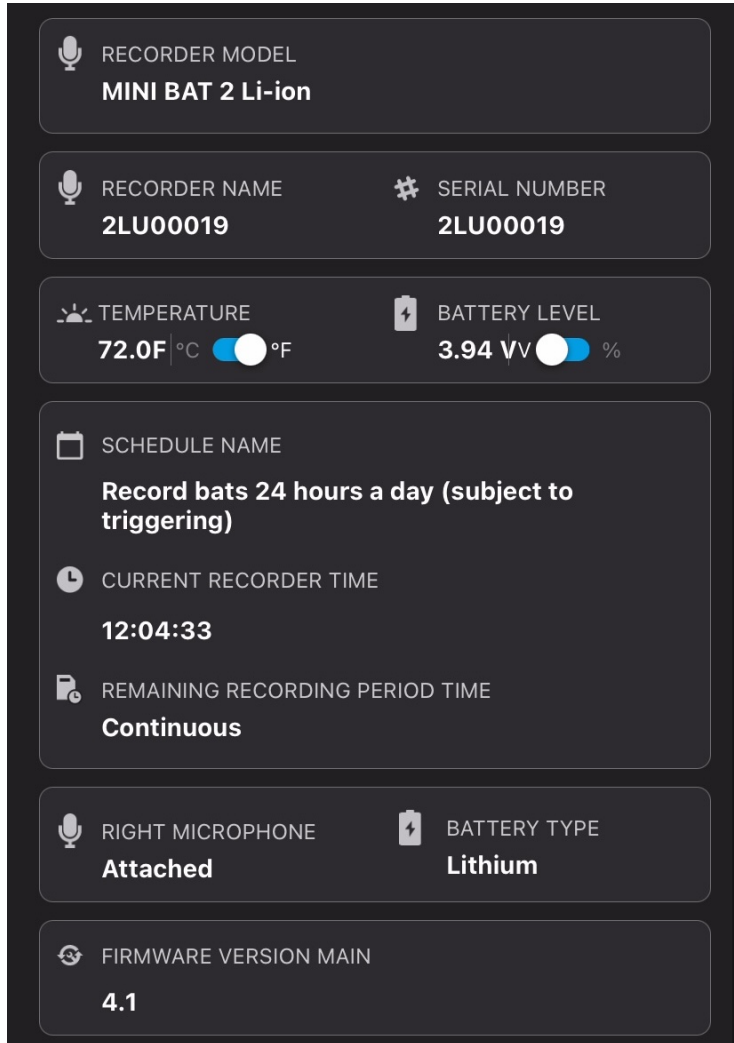 RECORDER MODEL
MINI BAT 2 Li-ion
RECORDER NAME
2LU00019
SERIAL NUMBER
2LU00019
TEMPERATURE
72.0F °C °F
BATTERY LEVEL
3.94 V V %
SCHEDULE NAME
Record bats 24 hours a day (subject to
triggering)
CURRENT RECORDER TIME
12:04:33
REMAINING RECORDING PERIOD TIME
Continuous
RIGHT MICROPHONE
Attached
BATTERY TYPE
Lithium
FIRMWARE VERSION MAIN
4.1